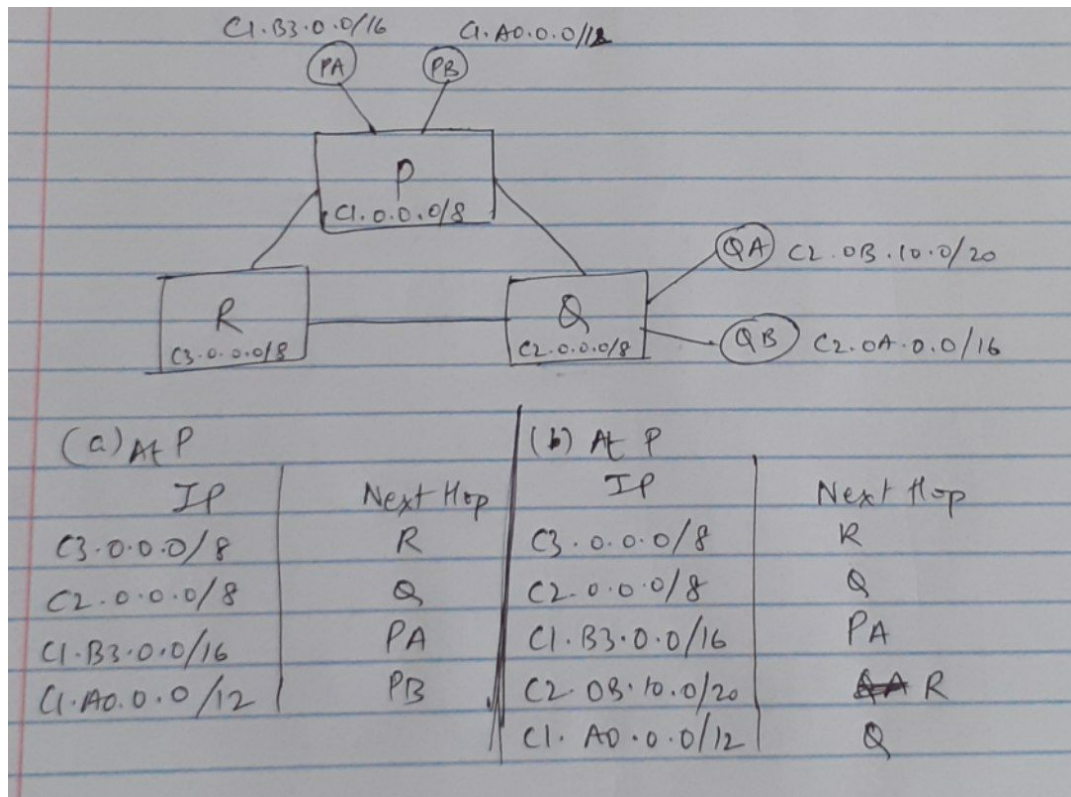 C1.B3.0.0/16 C1.A0.0.0/12
PA PB
P
C1.0.0.0/8
QA C2.0B.10.0/20
R Q
C3.0.0.0/8 C2.0.0.0/8
QB C2.0A.0.0/16
(a) At P
IP Next Hop
C3.0.0.0/8 R
C2.0.0.0/8 Q
C1.B3.0.0/16 PA
C1.A0.0.0/12 PB
(b) At P
IP Next Hop
C3.0.0.0/8 R
C2.0.0.0/8 Q
C1.B3.0.0/16 PA
C2.0B.10.0/20 R
C1.A0.0.0/12 Q